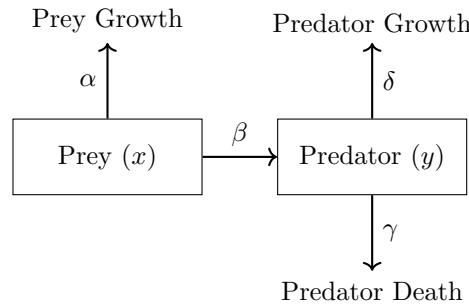 Prey Growth
Predator Growth
α
δ
Prey (x)
β
Predator (y)
γ
Predator Death